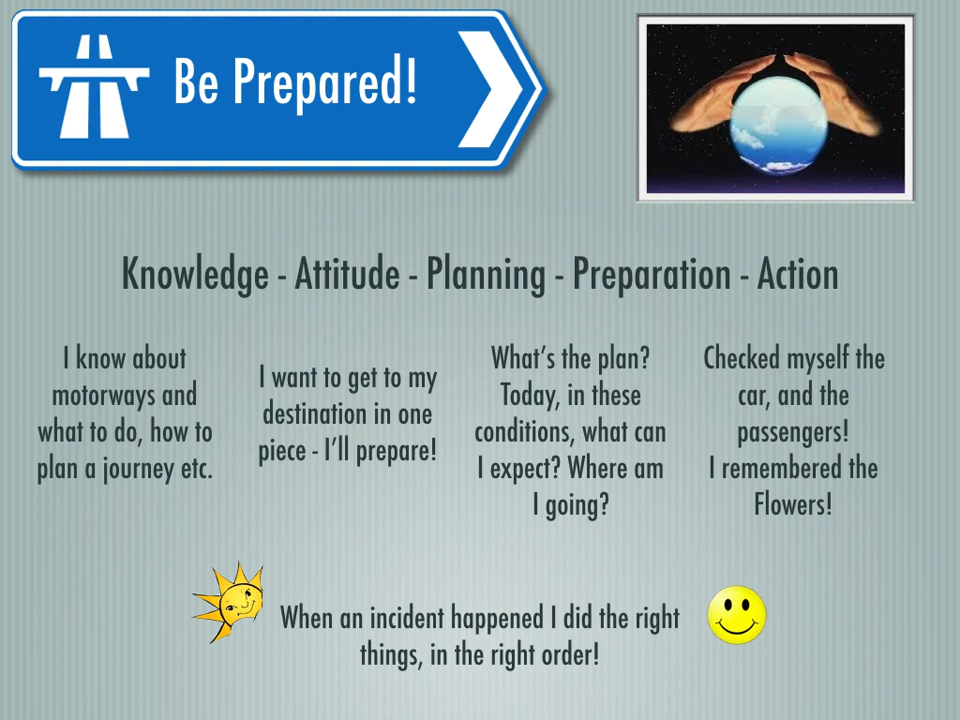 Be Prepared!
Knowledge - Attitude - Planning - Preparation - Action
I know about
motorways and
what to do, how to
plan a journey etc.
I want to get to my
destination in one
piece - I'll prepare!
What's the plan?
Today, in these
conditions, what can
I expect? Where am
I going?
Checked myself the
car, and the
passengers!
I remembered the
Flowers!
When an incident happened I did the right
things, in the right order!